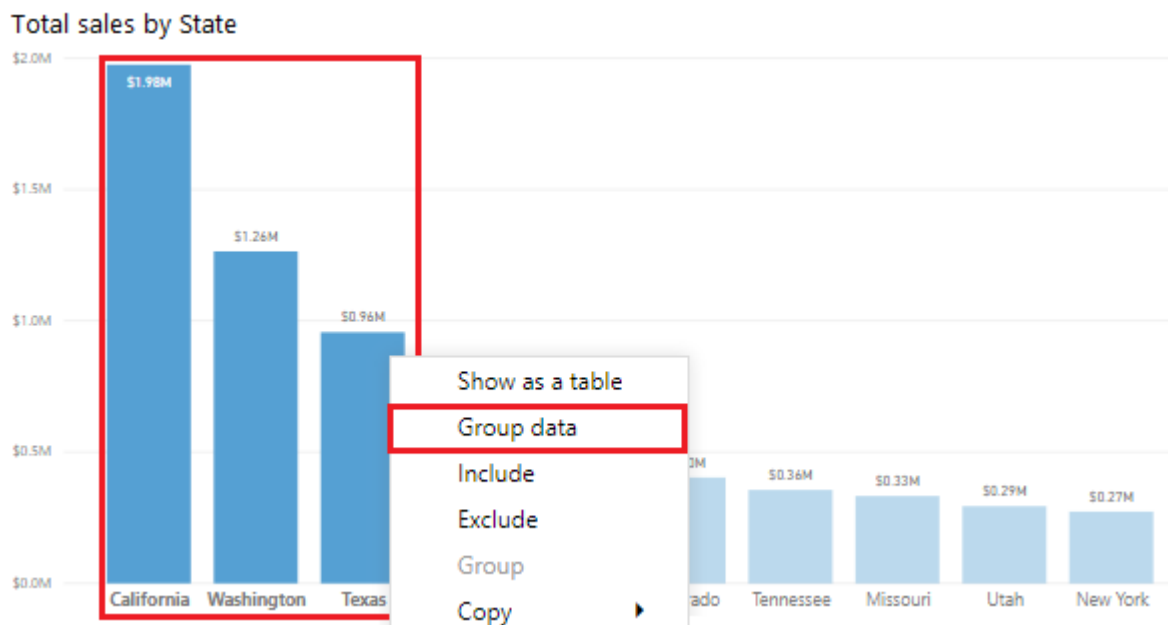 Total sales by State
$2.0M
$1.98M
$1.5M
$1.26M
$1.0M
$0.96M
Show as a table
Group data
$0.5M
$0.36M
$0.33M
$0.29M
$0.27M
Include
Exclude
Group
Copy
$0.0M
California Washington Texas Tennessee Missouri Utah New York